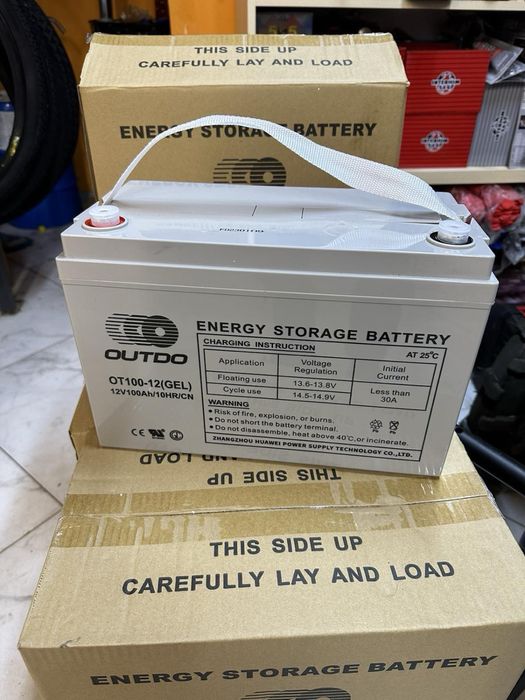 THIS SIDE UP
CAREFULLY LAY AND LOAD
ENERGY STORAGE BATTERY
OUTDO
OT100-12(GEL)
12V100Ah/10HR/CN
CE
ENERGY STORAGE BATTERY
CHARGING INSTRUCTION AT 25°C
Application Voltage Regulation Initial Current
Floating use 13.6-13.8V Less than 30A
Cycle use 14.5-14.9V
WARNING
• Risk of fire, explosion, or burns.
• Do not short the battery terminal.
• Do not disassemble, heat above 40°C, or incinerate.
ZHANGZHOU HUAWEI POWER SUPPLY TECHNOLOGY CO.,LTD.
AND LOAD
THIS SIDE UP
THIS SIDE UP
CAREFULLY LAY AND LOAD
ENERGY STORAGE BATTERY